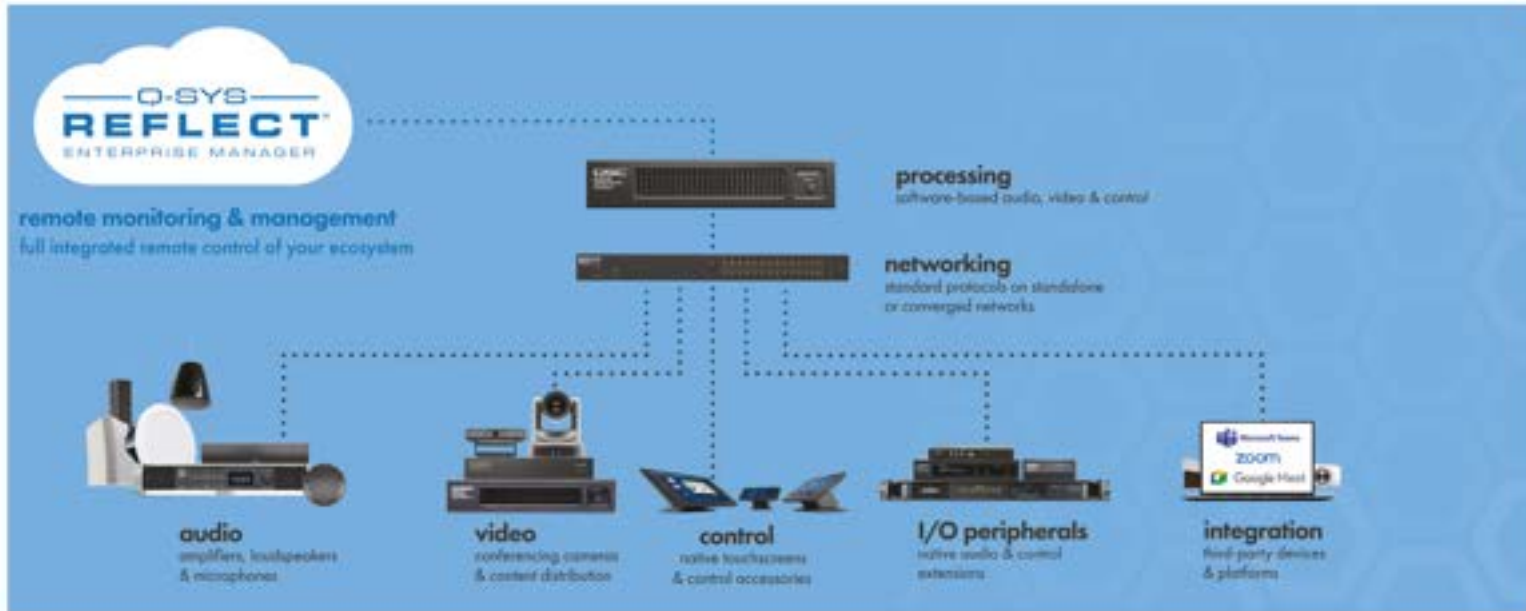 Q-SYS
REFLECT
ENTERPRISE MANAGER
remote monitoring & management
full integrated remote control of your ecosystem
processing
software-based audio, video & control
networking
standard protocols on standalone
or converged networks
audio
amplifiers, loudspeakers
& microphones
video
conferencing cameras
& content distribution
control
native touchscreens
& control accessories
I/O peripherals
native audio & control
extensions
integration
third-party devices
& platforms
Microsoft Teams
zoom
Google Meet